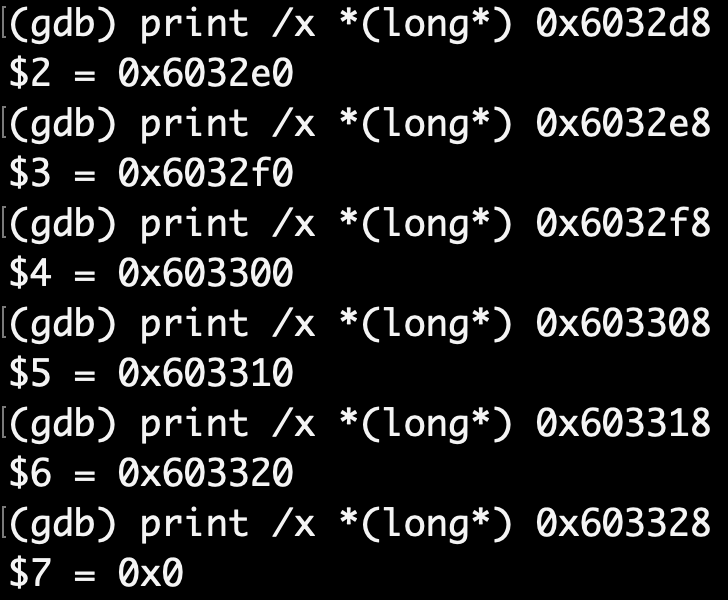 (gdb) print /x *(long*) 0x6032d8
$2 = 0x6032e0
(gdb) print /x *(long*) 0x6032e8
$3 = 0x6032f0
(gdb) print /x *(long*) 0x6032f8
$4 = 0x603300
(gdb) print /x *(long*) 0x603308
$5 = 0x603310
(gdb) print /x *(long*) 0x603318
$6 = 0x603320
(gdb) print /x *(long*) 0x603328
$7 = 0x0